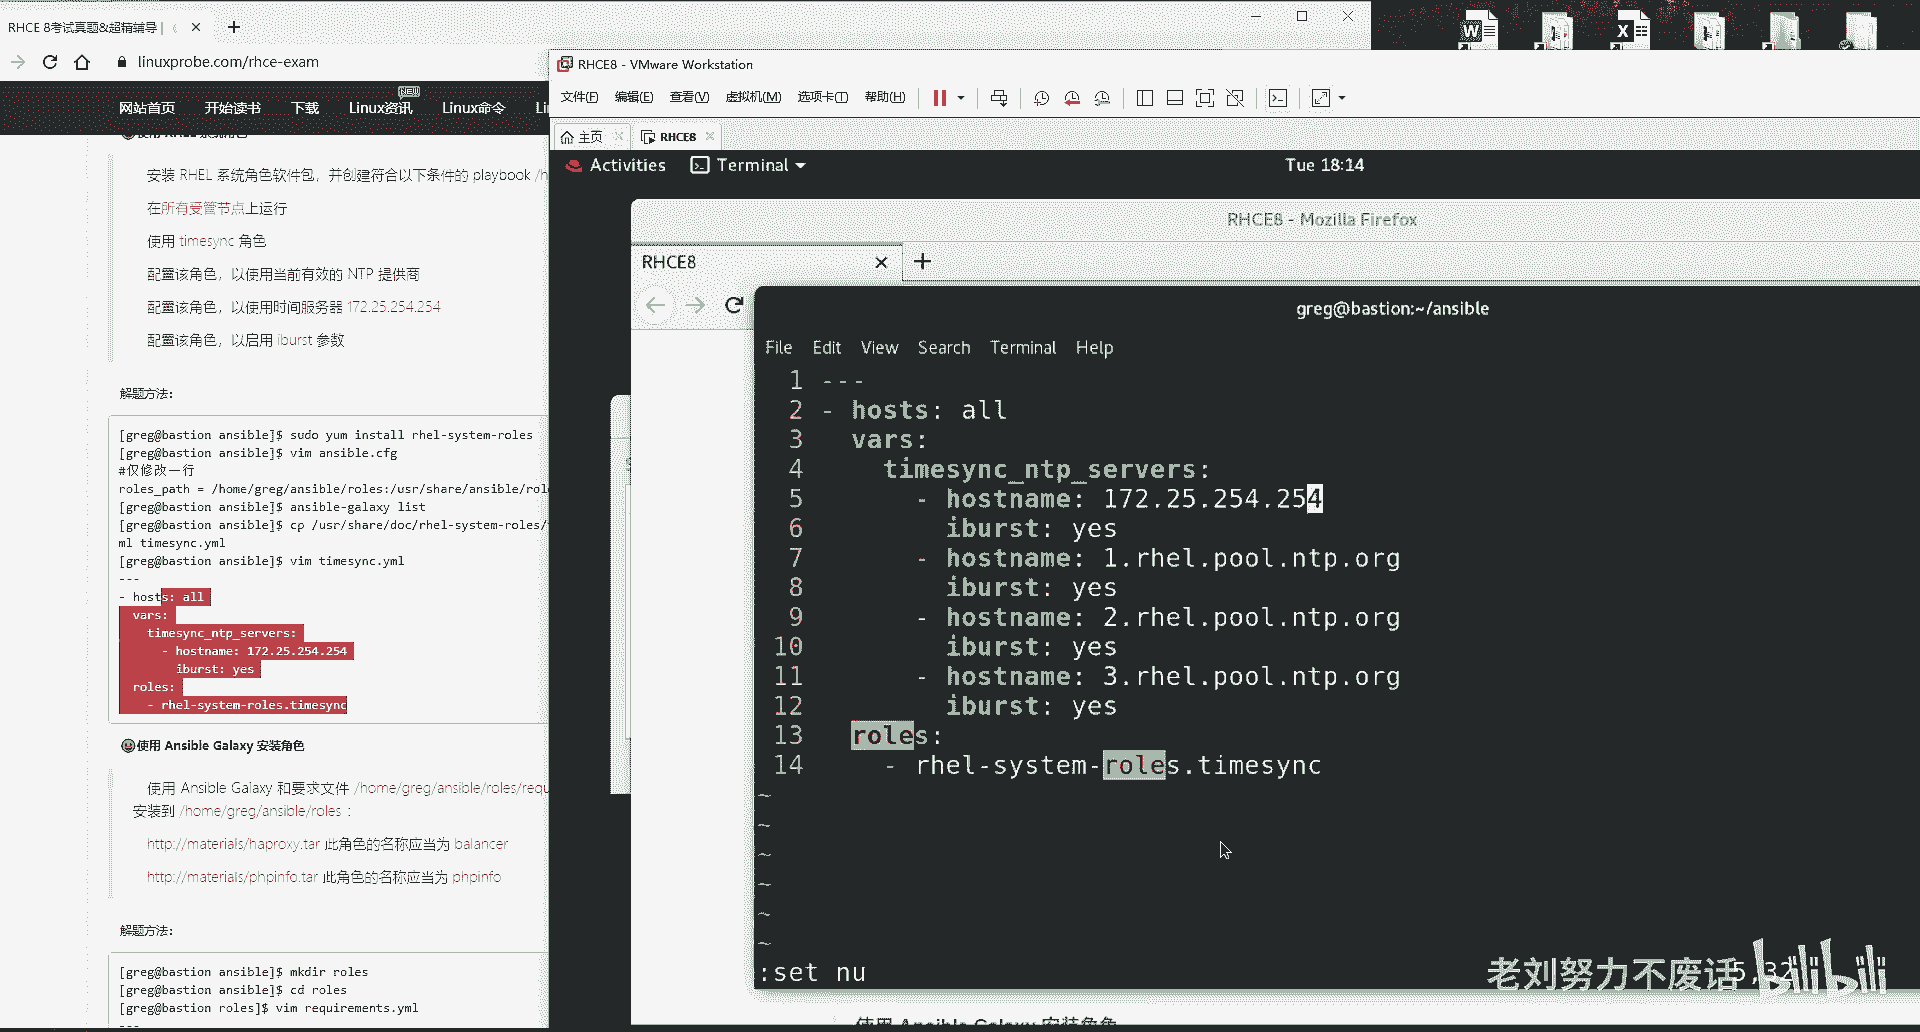 RHCE 8考试真题&超精辅导 |
linuxprobe.com/rhce-exam
网站首页 开始读书 下载 Linux资讯 NEW Linux命令
安装 RHEL 系统角色软件包，并创建符合以下条件的 playbook /h
在所有受管节点上运行
使用 timesync 角色
配置该角色，以使用当前有效的 NTP 提供商
配置该角色，以使用时间服务器 172.25.254.254
配置该角色，以启用 iburst 参数
解题方法：
[greg@bastion ansible]$ sudo yum install rhel-system-roles
[greg@bastion ansible]$ vim ansible.cfg
#仅修改一行
roles_path = /home/greg/ansible/roles:/usr/share/ansible/role
[greg@bastion ansible]$ ansible-galaxy list
[greg@bastion ansible]$ cp /usr/share/doc/rhel-system-roles/
ml timesync.yml
[greg@bastion ansible]$ vim timesync.yml
---
- hosts: all
vars:
timesync_ntp_servers:
- hostname: 172.25.254.254
iburst: yes
roles:
- rhel-system-roles.timesync
使用 Ansible Galaxy 安装角色
使用 Ansible Galaxy 和要求文件 /home/greg/ansible/roles/requ
安装到 /home/greg/ansible/roles ：
http://materials/haproxy.tar 此角色的名称应当为 balancer
http://materials/phpinfo.tar 此角色的名称应当为 phpinfo
解题方法：
[greg@bastion ansible]$ mkdir roles
[greg@bastion ansible]$ cd roles
[greg@bastion roles]$ vim requirements.yml
---
RHCE8 - VMware Workstation
文件(F) 编辑(E) 查看(V) 虚拟机(M) 选项卡(T) 帮助(H)
主页 RHCE8
Activities Terminal Tue 18:14
RHCE8 - Mozilla Firefox
RHCE8
greg@bastion:~/ansible
File Edit View Search Terminal Help
1 ---
2 - hosts: all
3 vars:
4 timesync_ntp_servers:
5 - hostname: 172.25.254.254
6 iburst: yes
7 - hostname: 1.rhel.pool.ntp.org
8 iburst: yes
9 - hostname: 2.rhel.pool.ntp.org
10 iburst: yes
11 - hostname: 3.rhel.pool.ntp.org
12 iburst: yes
13 roles:
14 - rhel-system-roles.timesync
~
~
~
~
~
~
:set nu 5,32
老刘努力不废话 bilibili
使用 Ansible Galaxy 安装角色